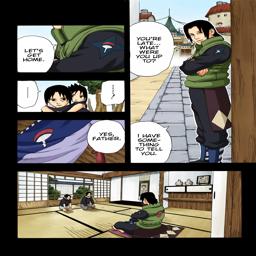 YOU'RE
LATE...
WHAT
WERE YOU
UP TO?
I HAVE
SOME-
THING TO
TELL
YOU.
LET'S
GET
HOME.
...
...
YES,
FATHER.